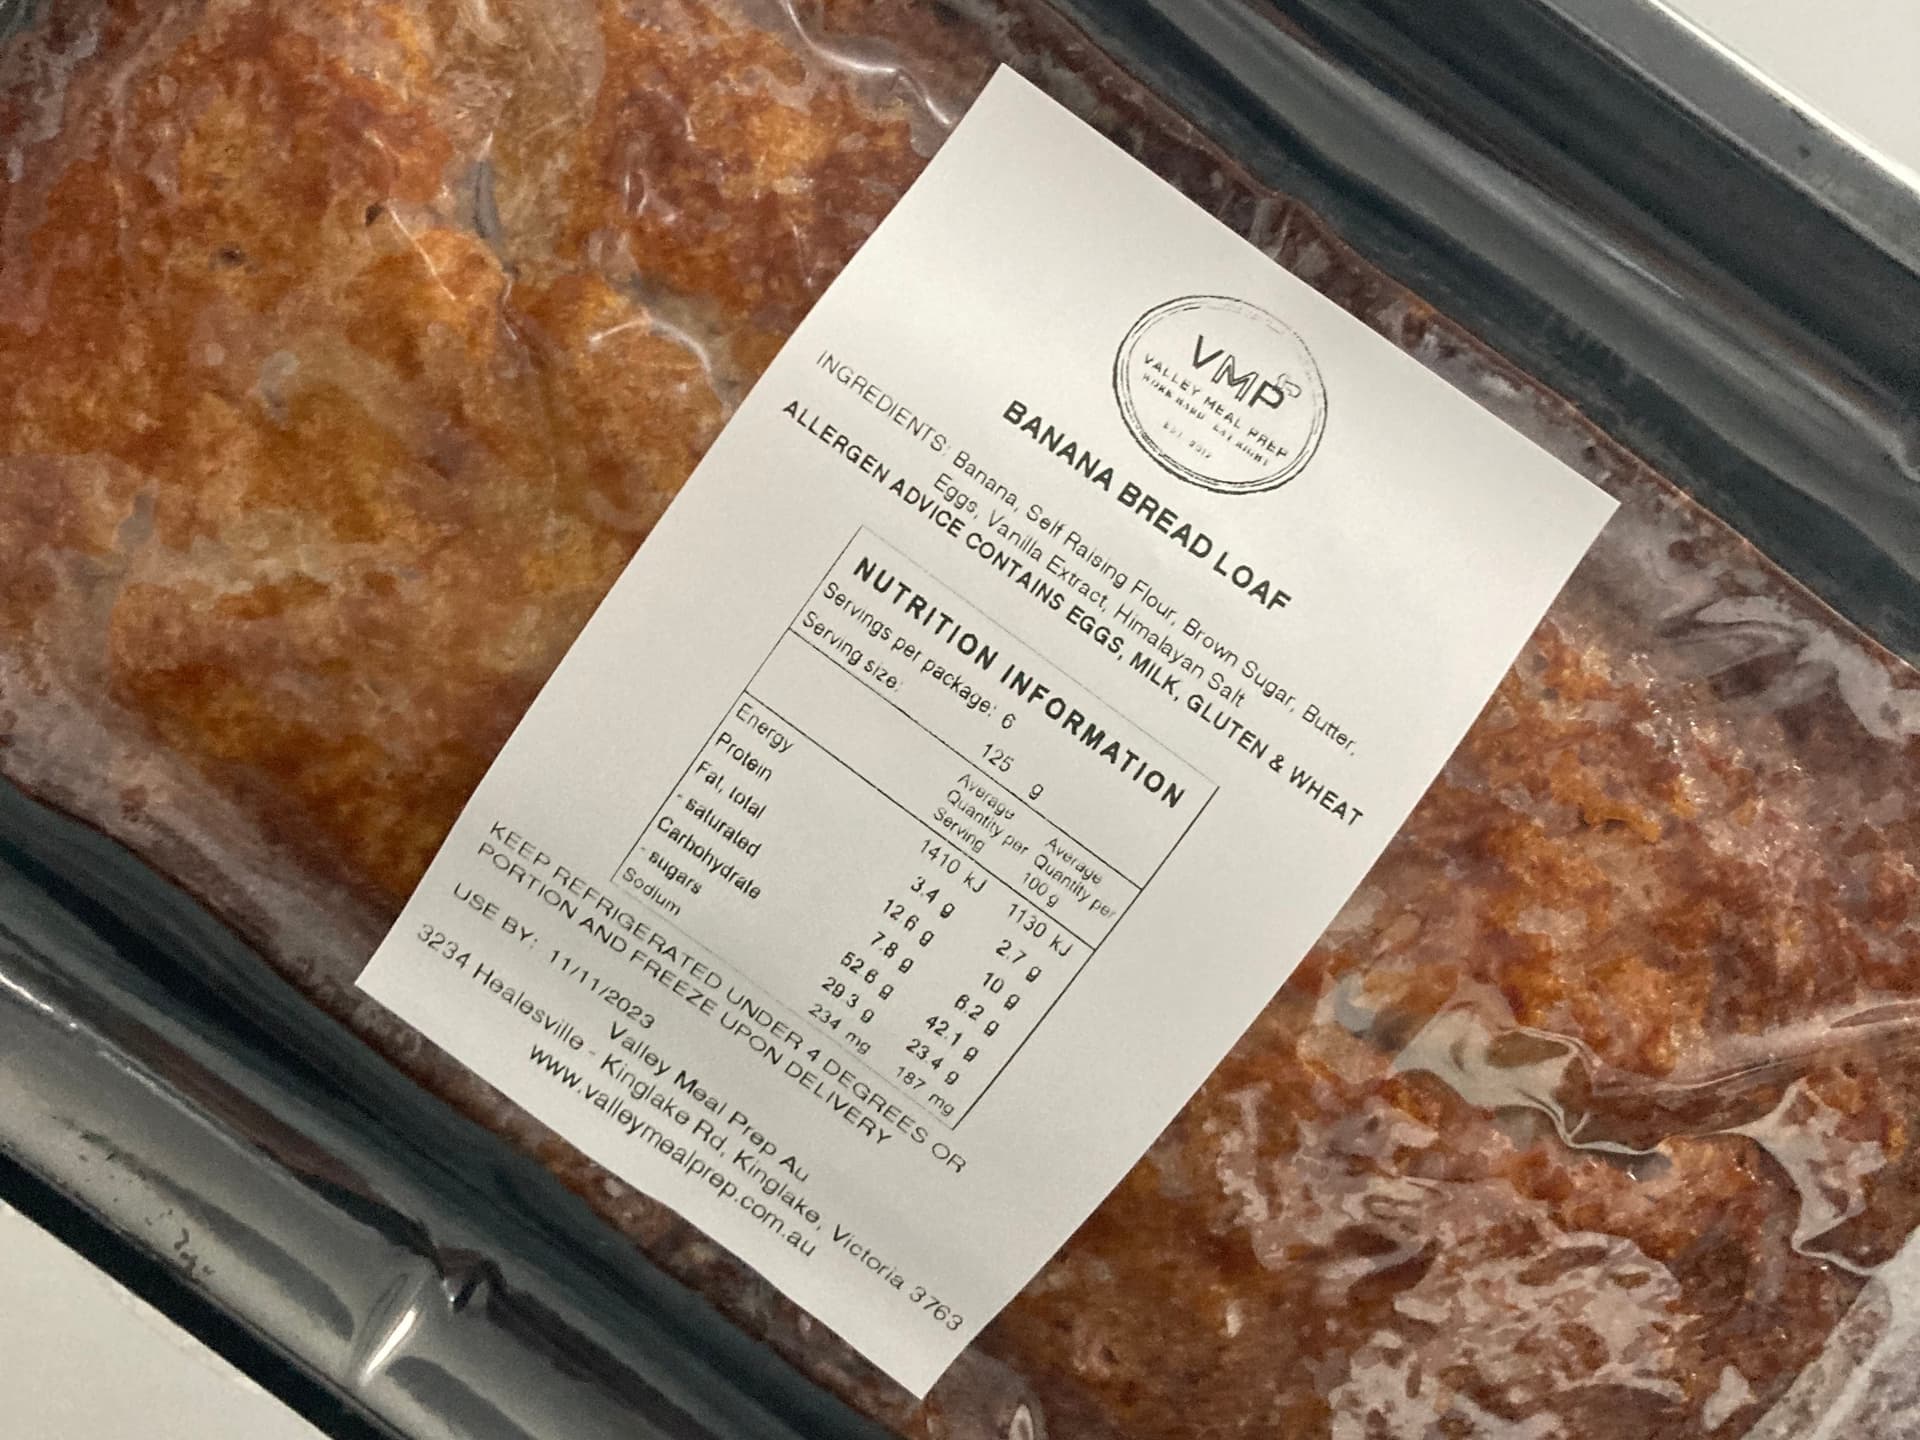 VMP
VALLEY MEAL PREP
WORK HARD EAT RIGHT
EST. 2012
BANANA BREAD LOAF
INGREDIENTS: Banana, Self Raising Flour, Brown Sugar, Butter,
Eggs, Vanilla Extract, Himalayan Salt
ALLERGEN ADVICE CONTAINS EGGS, MILK, GLUTEN & WHEAT
NUTRITION INFORMATION
Servings per package: 6
Serving size: 125 g
Average Quantity per Serving Average Quantity per 100 g
Energy 1410 kJ 1130 kJ
Protein 3.4 g 2.7 g
Fat, total 12.6 g 10 g
- saturated 7.8 g 6.2 g
Carbohydrate 52.6 g 42.1 g
- sugars 29.3 g 23.4 g
Sodium 234 mg 187 mg
KEEP REFRIGERATED UNDER 4 DEGREES OR
PORTION AND FREEZE UPON DELIVERY
USE BY: 11/11/2023
Valley Meal Prep Au
3234 Healesville - Kinglake Rd, Kinglake, Victoria 3763
www.valleymealprep.com.au